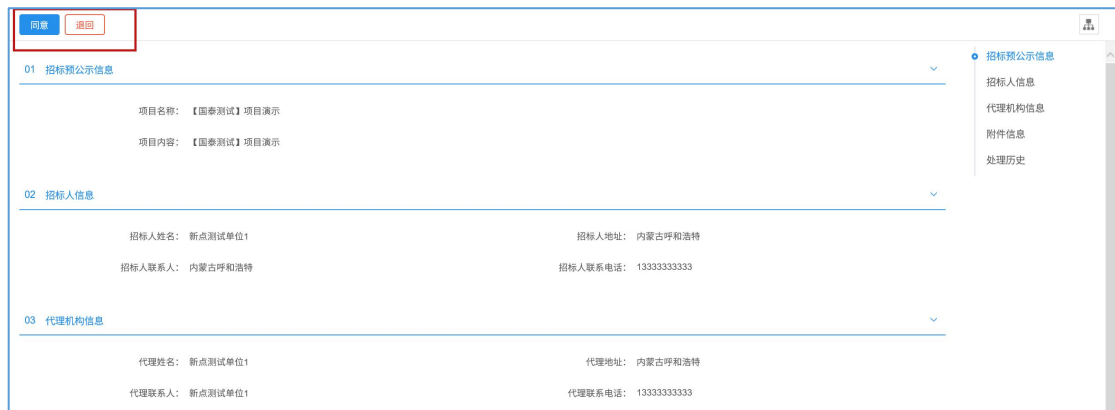 同意 退回
01 招标预公示信息
项目名称： 【国泰测试】项目演示
项目内容： 【国泰测试】项目演示
02 招标人信息
招标人姓名： 新点测试单位1 招标人地址： 内蒙古呼和浩特
招标人联系人： 内蒙古呼和浩特 招标人联系电话： 13333333333
03 代理机构信息
代理姓名： 新点测试单位1 代理地址： 内蒙古呼和浩特
代理联系人： 新点测试单位1 代理联系电话： 13333333333
招标预公示信息
招标人信息
代理机构信息
附件信息
处理历史